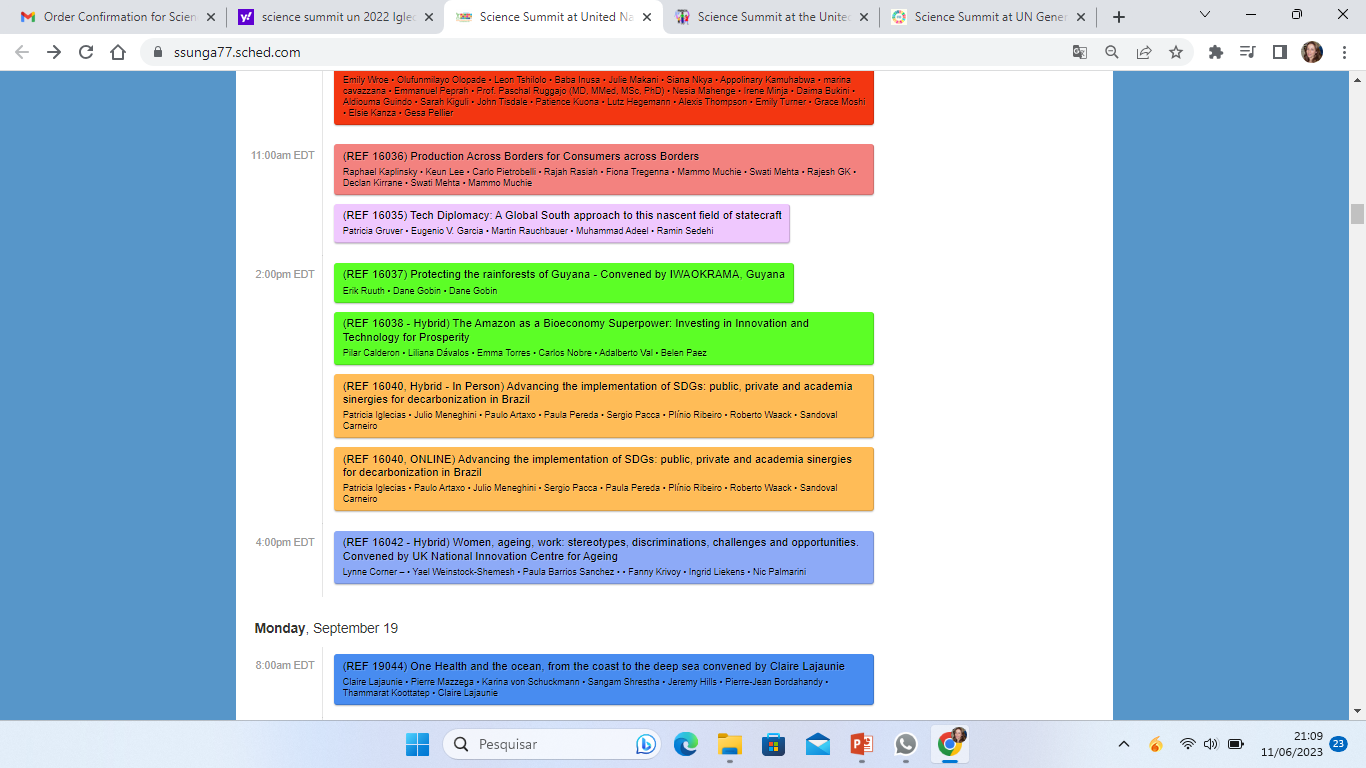 Order Confirmation for Scien
science summit un 2022 Iglec
Science Summit at United Na
Science Summit at the Unite
Science Summit at UN Gener
ssunga77.sched.com
Emily Wroe • Olufunmilayo Olopade • Leon Tshilolo • Baba Inusa • Julie Makani • Siana Nkya • Appolinary Kamuhabwa • marina
cavazzana • Emmanuel Peprah • Prof. Paschal Ruggajo (MD, MMed, MSc, PhD) • Nesia Mahenge • Irene Minja • Daima Bukini •
Aldiouma Guindo • Sarah Kiguli • John Tisdale • Patience Kuona • Lutz Hegemann • Alexis Thompson • Emily Turner • Grace Moshi
• Elsie Kanza • Gesa Pellier
11:00am EDT
(REF 16036) Production Across Borders for Consumers across Borders
Raphael Kaplinsky • Keun Lee • Carlo Pietrobelli • Rajah Rasiah • Fiona Tregenna • Mammo Muchie • Swati Mehta • Rajesh GK •
Declan Kirrane • Swati Mehta • Mammo Muchie
(REF 16035) Tech Diplomacy: A Global South approach to this nascent field of statecraft
Patricia Gruver • Eugenio V. Garcia • Martin Rauchbauer • Muhammad Adeel • Ramin Sedehi
2:00pm EDT
(REF 16037) Protecting the rainforests of Guyana - Convened by IWAOKRAMA, Guyana
Erik Ruuth • Dane Gobin • Dane Gobin
(REF 16038 - Hybrid) The Amazon as a Bioeconomy Superpower: Investing in Innovation and
Technology for Prosperity
Pilar Calderon • Liliana Dávalos • Emma Torres • Carlos Nobre • Adalberto Val • Belen Paez
(REF 16040, Hybrid - In Person) Advancing the implementation of SDGs: public, private and academia
sinergies for decarbonization in Brazil
Patricia Iglecias • Julio Meneghini • Paulo Artaxo • Paula Pereda • Sergio Pacca • Plínio Ribeiro • Roberto Waack • Sandoval
Carneiro
(REF 16040, ONLINE) Advancing the implementation of SDGs: public, private and academia sinergies
for decarbonization in Brazil
Patricia Iglecias • Paulo Artaxo • Julio Meneghini • Sergio Pacca • Paula Pereda • Plínio Ribeiro • Roberto Waack • Sandoval
Carneiro
4:00pm EDT
(REF 16042 - Hybrid) Women, ageing, work: stereotypes, discriminations, challenges and opportunities.
Convened by UK National Innovation Centre for Ageing
Lynne Corner – • Yael Weinstock-Shemesh • Paula Barrios Sanchez • • Fanny Krivoy • Ingrid Liekens • Nic Palmarini
Monday, September 19
8:00am EDT
(REF 19044) One Health and the ocean, from the coast to the deep sea convened by Claire Lajaunie
Claire Lajaunie • Pierre Mazzega • Karina von Schuckmann • Sangam Shrestha • Jeremy Hills • Pierre-Jean Bordahandy •
Thammarat Koottatep • Claire Lajaunie
Pesquisar
21:09
11/06/2023
23